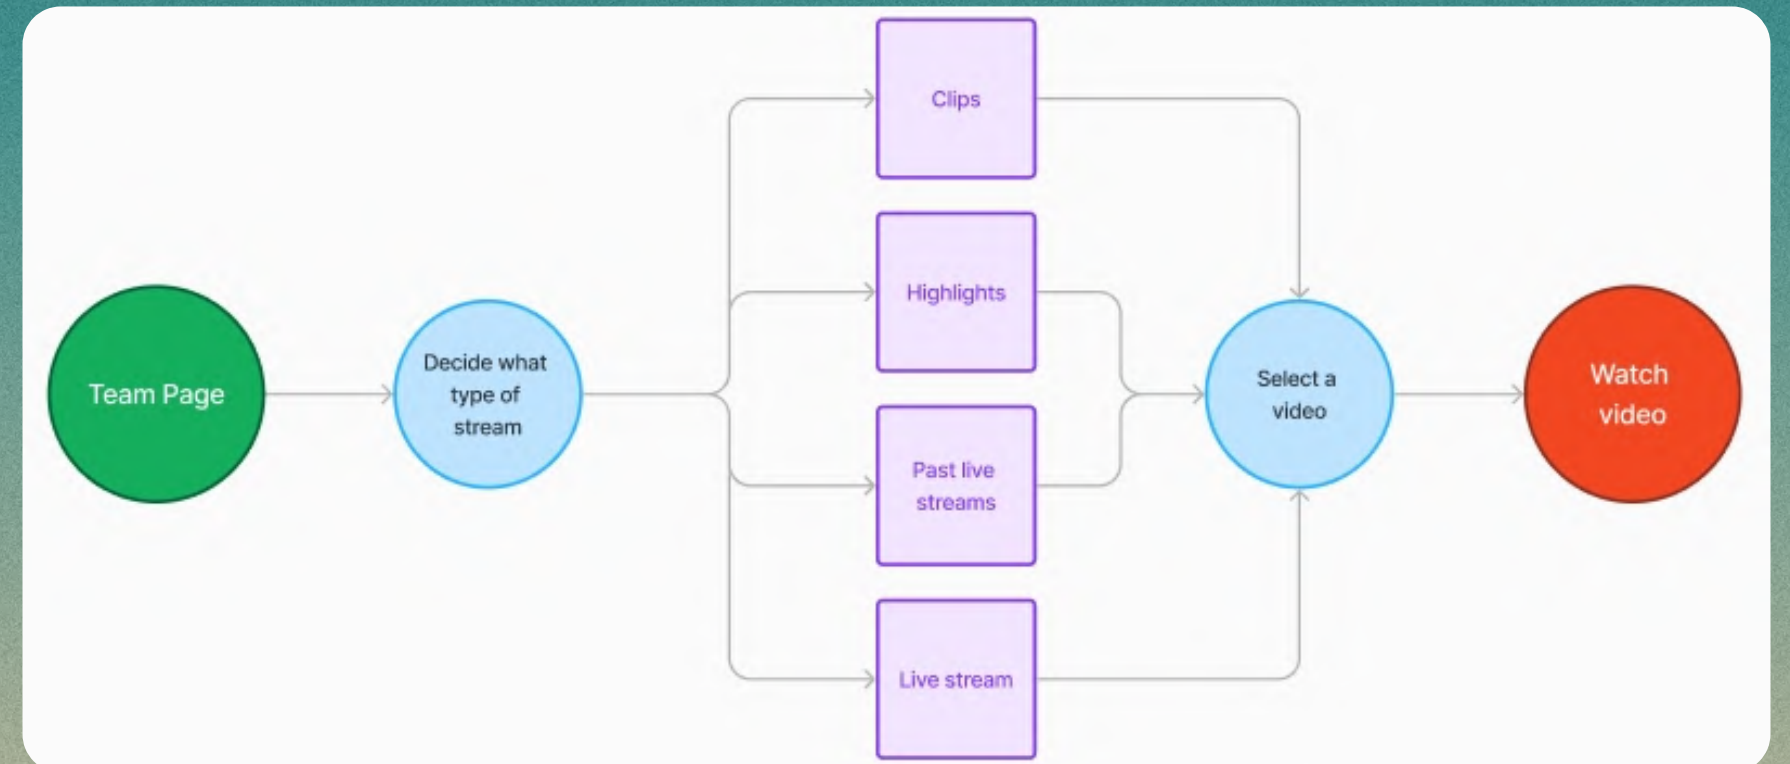 Team Page
Decide what
type of
stream
Clips
Highlights
Past live
streams
Live stream
Select a
video
Watch
video